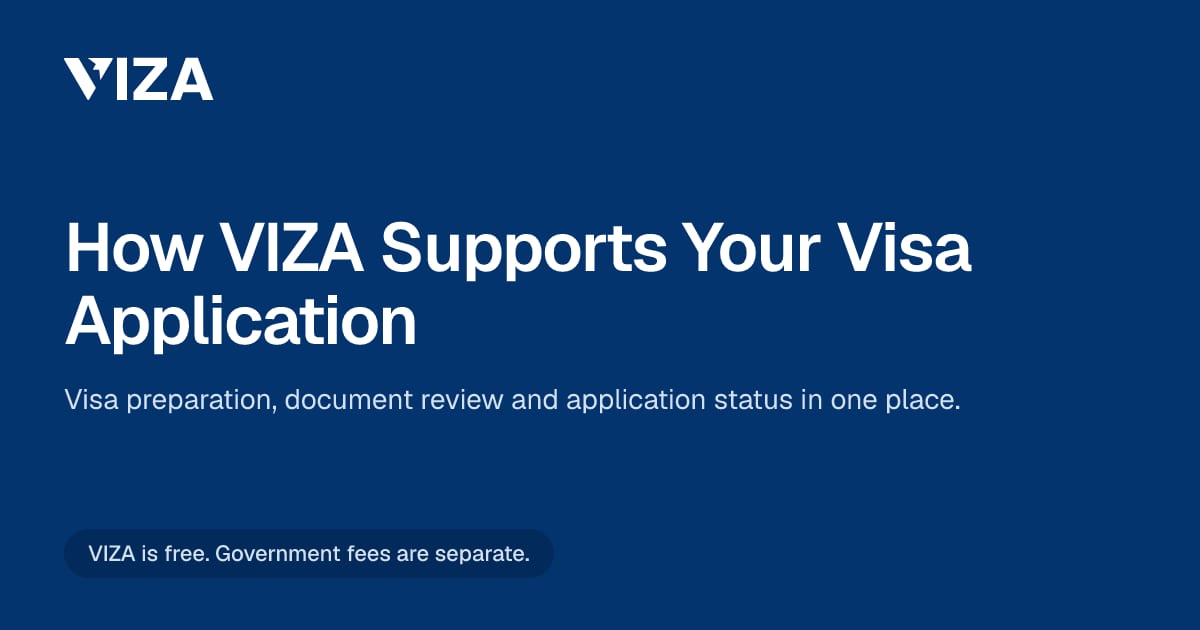 VIZA
How VIZA Supports Your Visa
Application
Visa preparation, document review and application status in one place.
VIZA is free. Government fees are separate.